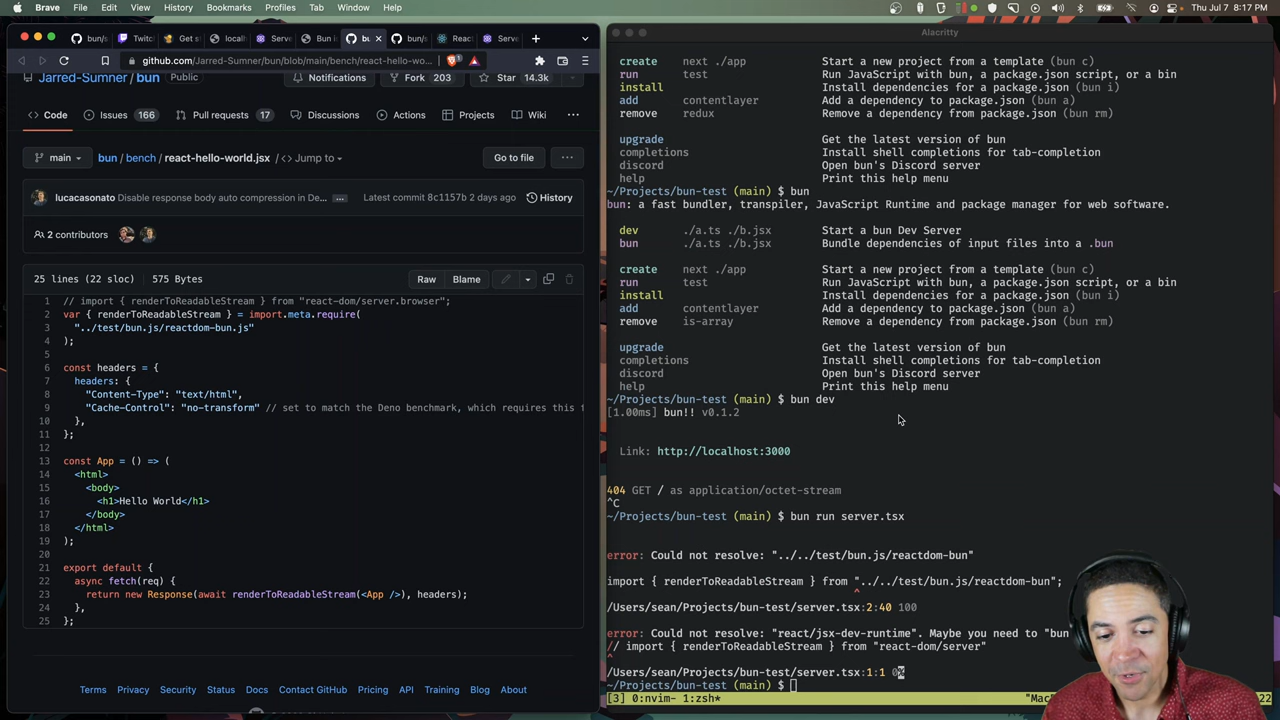 Brave File Edit View History Bookmarks Profiles Tab Window Help
Thu Jul 7 8:17 PM
bun/s Twitch Get st localh Serve Bun i bu bun/s React Serve
github.com/Jarred-Sumner/bun/blob/main/bench/react-hello-wo...
Jarred-Sumner / bun Public
Notifications Fork 203 Star 14.3k
Code Issues 166 Pull requests 17 Discussions Actions Projects Wiki
main bun / bench / react-hello-world.jsx <> Jump to Go to file
lucacasonato Disable response body auto compression in De... Latest commit 8c1157b 2 days ago History
2 contributors
25 lines (22 sloc) 575 Bytes Raw Blame
1 // import { renderToReadableStream } from "react-dom/server.browser";
2 var { renderToReadableStream } = import.meta.require(
3 "../test/bun.js/reactdom-bun.js"
4 );
5
6 const headers = {
7 headers: {
8 "Content-Type": "text/html",
9 "Cache-Control": "no-transform" // set to match the Deno benchmark, which requires this f
10 },
11 };
12
13 const App = () => (
14 <html>
15 <body>
16 <h1>Hello World</h1>
17 </body>
18 </html>
19 );
20
21 export default {
22 async fetch(req) {
23 return new Response(await renderToReadableStream(<App />), headers);
24 },
25 };
Terms Privacy Security Status Docs Contact GitHub Pricing API Training Blog About
Alacritty
create next ./app Start a new project from a template (bun c)
run test Run JavaScript with bun, a package.json script, or a bin
install Install dependencies for a package.json (bun i)
add contentlayer Add a dependency to package.json (bun a)
remove redux Remove a dependency from package.json (bun rm)
upgrade Get the latest version of bun
completions Install shell completions for tab-completion
discord Open bun's Discord server
help Print this help menu
~/Projects/bun-test (main) $ bun
bun: a fast bundler, transpiler, JavaScript Runtime and package manager for web software.
dev ./a.ts ./b.jsx Start a bun Dev Server
bun ./a.ts ./b.jsx Bundle dependencies of input files into a .bun
create next ./app Start a new project from a template (bun c)
run test Run JavaScript with bun, a package.json script, or a bin
install Install dependencies for a package.json (bun i)
add contentlayer Add a dependency to package.json (bun a)
remove is-array Remove a dependency from package.json (bun rm)
upgrade Get the latest version of bun
completions Install shell completions for tab-completion
discord Open bun's Discord server
help Print this help menu
~/Projects/bun-test (main) $ bun dev
[1.00ms] bun!! v0.1.2
Link: http://localhost:3000
404 GET / as application/octet-stream
^C
~/Projects/bun-test (main) $ bun run server.tsx
error: Could not resolve: "../../test/bun.js/reactdom-bun"
import { renderToReadableStream } from "../../test/bun.js/reactdom-bun";
^
/Users/sean/Projects/bun-test/server.tsx:2:40 100
error: Could not resolve: "react/jsx-dev-runtime". Maybe you need to "bun
// import { renderToReadableStream } from "react-dom/server"
^
/Users/sean/Projects/bun-test/server.tsx:1:1 0
~/Projects/bun-test (main) $
[3] 0:nvim- 1:zsh* "Mac 22